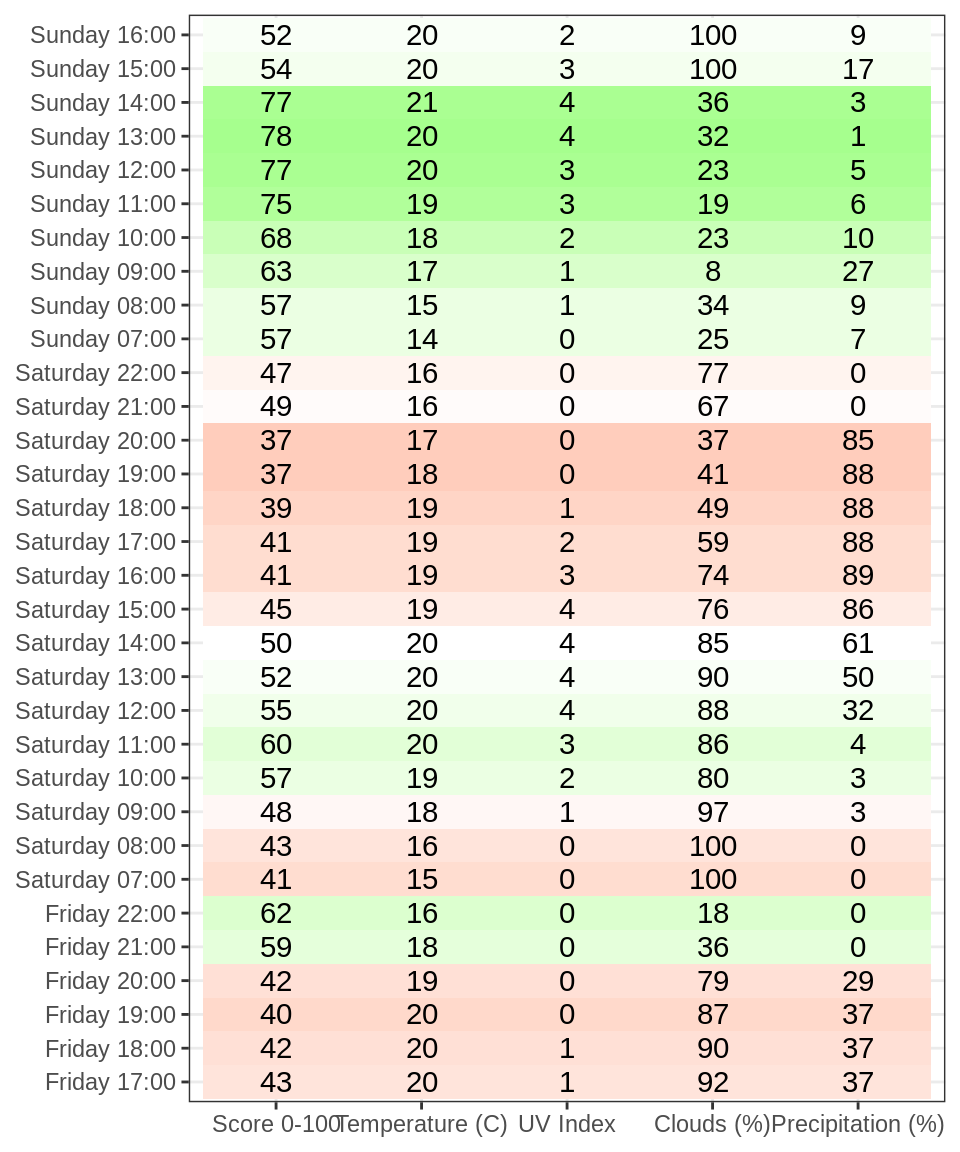 Sunday 16:00 52 20 2 100 9
Sunday 15:00 54 20 3 100 17
Sunday 14:00 77 21 4 36 3
Sunday 13:00 78 20 4 32 1
Sunday 12:00 77 20 3 23 5
Sunday 11:00 75 19 3 19 6
Sunday 10:00 68 18 2 23 10
Sunday 09:00 63 17 1 8 27
Sunday 08:00 57 15 1 34 9
Sunday 07:00 57 14 0 25 7
Saturday 22:00 47 16 0 77 0
Saturday 21:00 49 16 0 67 0
Saturday 20:00 37 17 0 37 85
Saturday 19:00 37 18 0 41 88
Saturday 18:00 39 19 1 49 88
Saturday 17:00 41 19 2 59 88
Saturday 16:00 41 19 3 74 89
Saturday 15:00 45 19 4 76 86
Saturday 14:00 50 20 4 85 61
Saturday 13:00 52 20 4 90 50
Saturday 12:00 55 20 4 88 32
Saturday 11:00 60 20 3 86 4
Saturday 10:00 57 19 2 80 3
Saturday 09:00 48 18 1 97 3
Saturday 08:00 43 16 0 100 0
Saturday 07:00 41 15 0 100 0
Friday 22:00 62 16 0 18 0
Friday 21:00 59 18 0 36 0
Friday 20:00 42 19 0 79 29
Friday 19:00 40 20 0 87 37
Friday 18:00 42 20 1 90 37
Friday 17:00 43 20 1 92 37
Score 0-100 Temperature (C) UV Index Clouds (%) Precipitation (%)